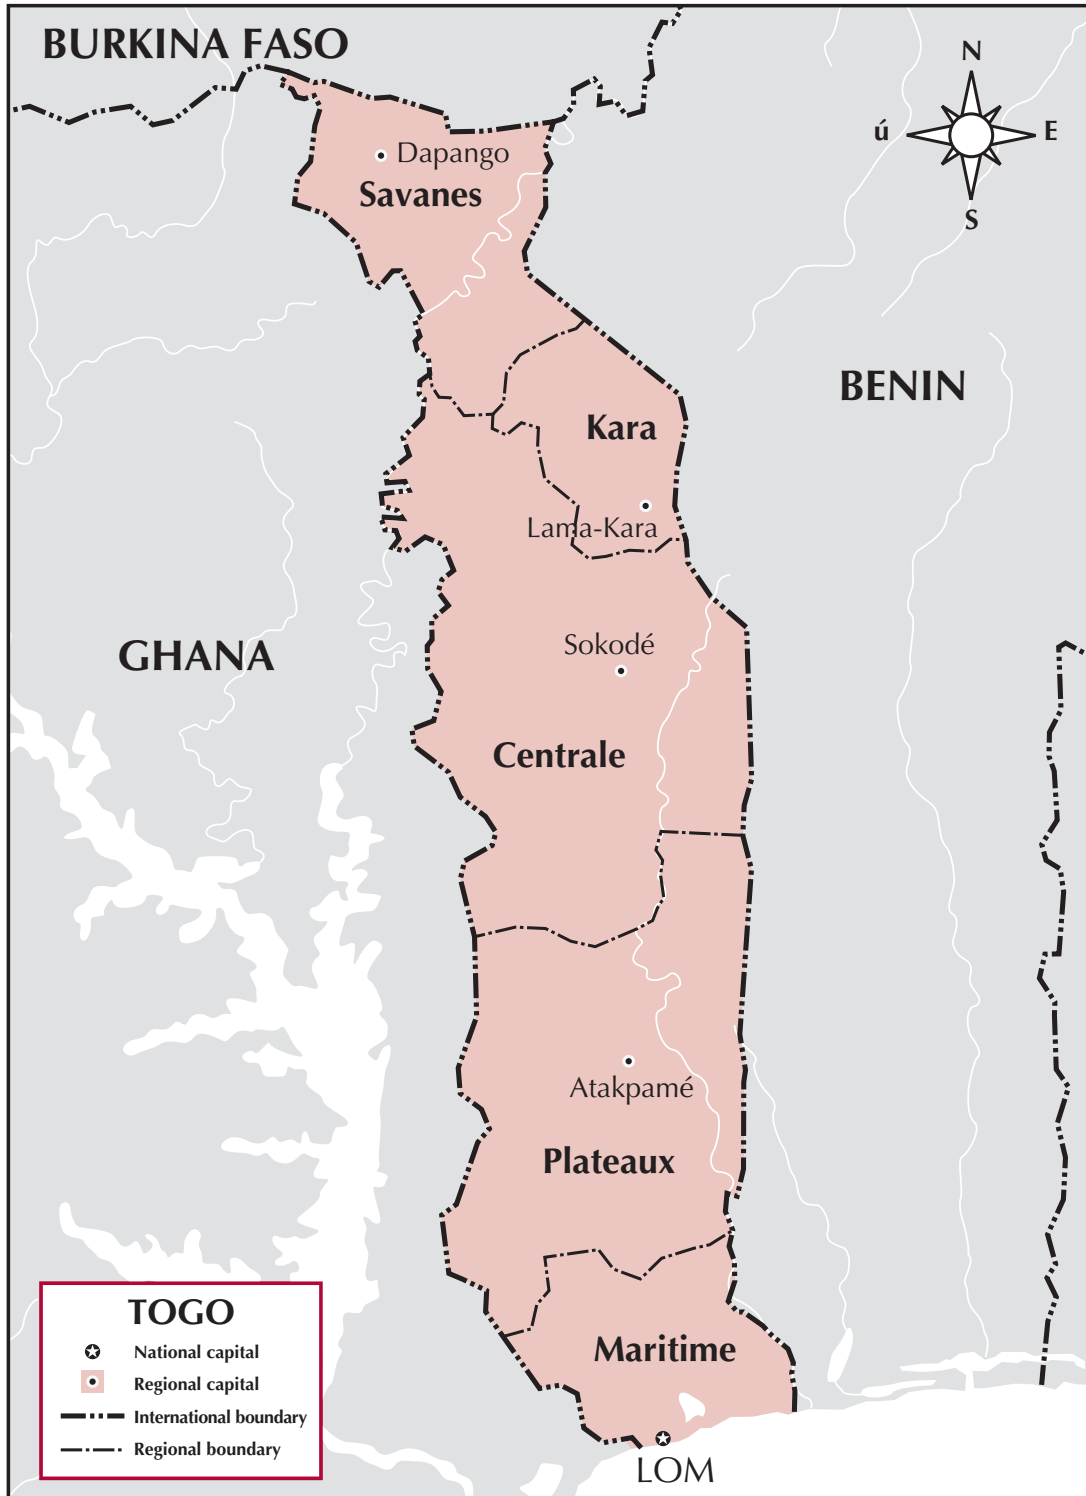 BURKINA FASO
N
ú
E
S
Dapango
Savanes
BENIN
Kara
Lama-Kara
GHANA
Sokodé
Centrale
Atakpamé
Plateaux
Maritime
LOM
TOGO
National capital
Regional capital
International boundary
Regional boundary